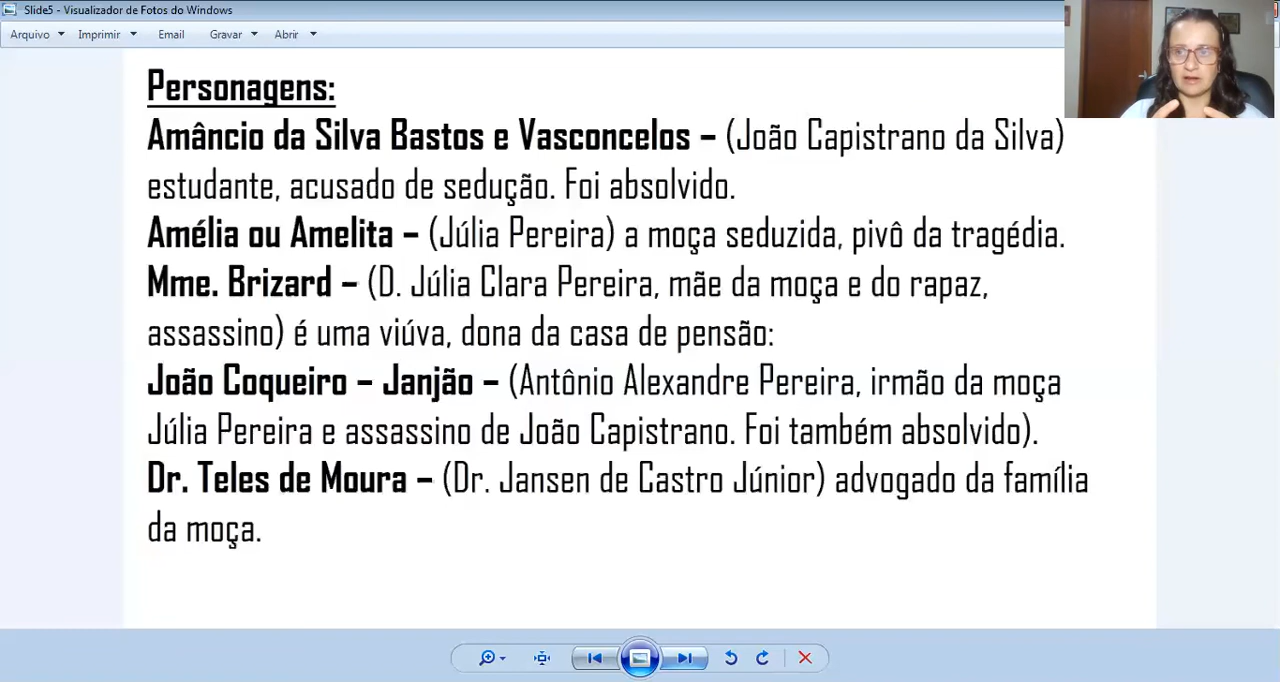 Slide5 - Visualizador de Fotos do Windows
Arquivo Imprimir Email Gravar Abrir
Personagens:
Amâncio da Silva Bastos e Vasconcelos – (João Capistrano da Silva)
estudante, acusado de sedução. Foi absolvido.
Amélia ou Amelita – (Júlia Pereira) a moça seduzida, pivô da tragédia.
Mme. Brizard – (D. Júlia Clara Pereira, mãe da moça e do rapaz,
assassino) é uma viúva, dona da casa de pensão:
João Coqueiro – Janjão – (Antônio Alexandre Pereira, irmão da moça
Júlia Pereira e assassino de João Capistrano. Foi também absolvido).
Dr. Teles de Moura – (Dr. Jansen de Castro Júnior) advogado da família
da moça.